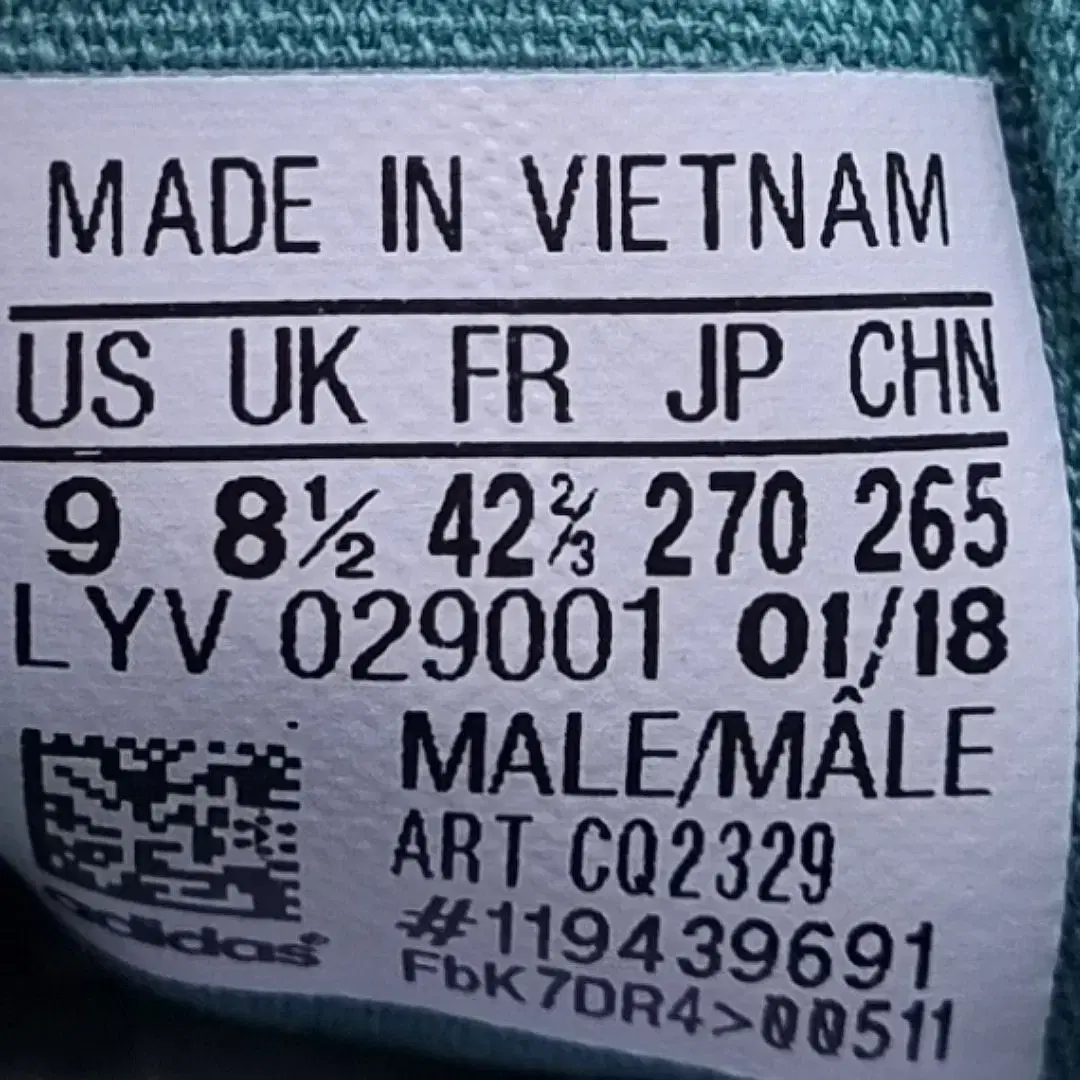 MADE IN VIETNAM
US UK FR JP CHN
9 8½ 42⅔ 270 265
LYV 029001 01/18
MALE/MÂLE
ART CQ2329
#119439691
adidas®
FbK7DR4>00511